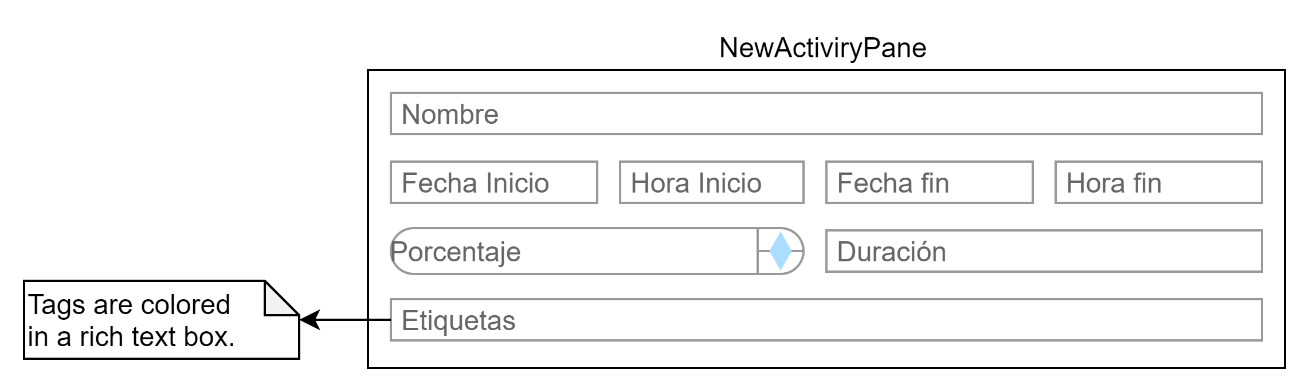 NewActiviryPane
Nombre
Fecha Inicio
Hora Inicio
Fecha fin
Hora fin
Porcentaje
Duración
Tags are colored
in a rich text box.
Etiquetas